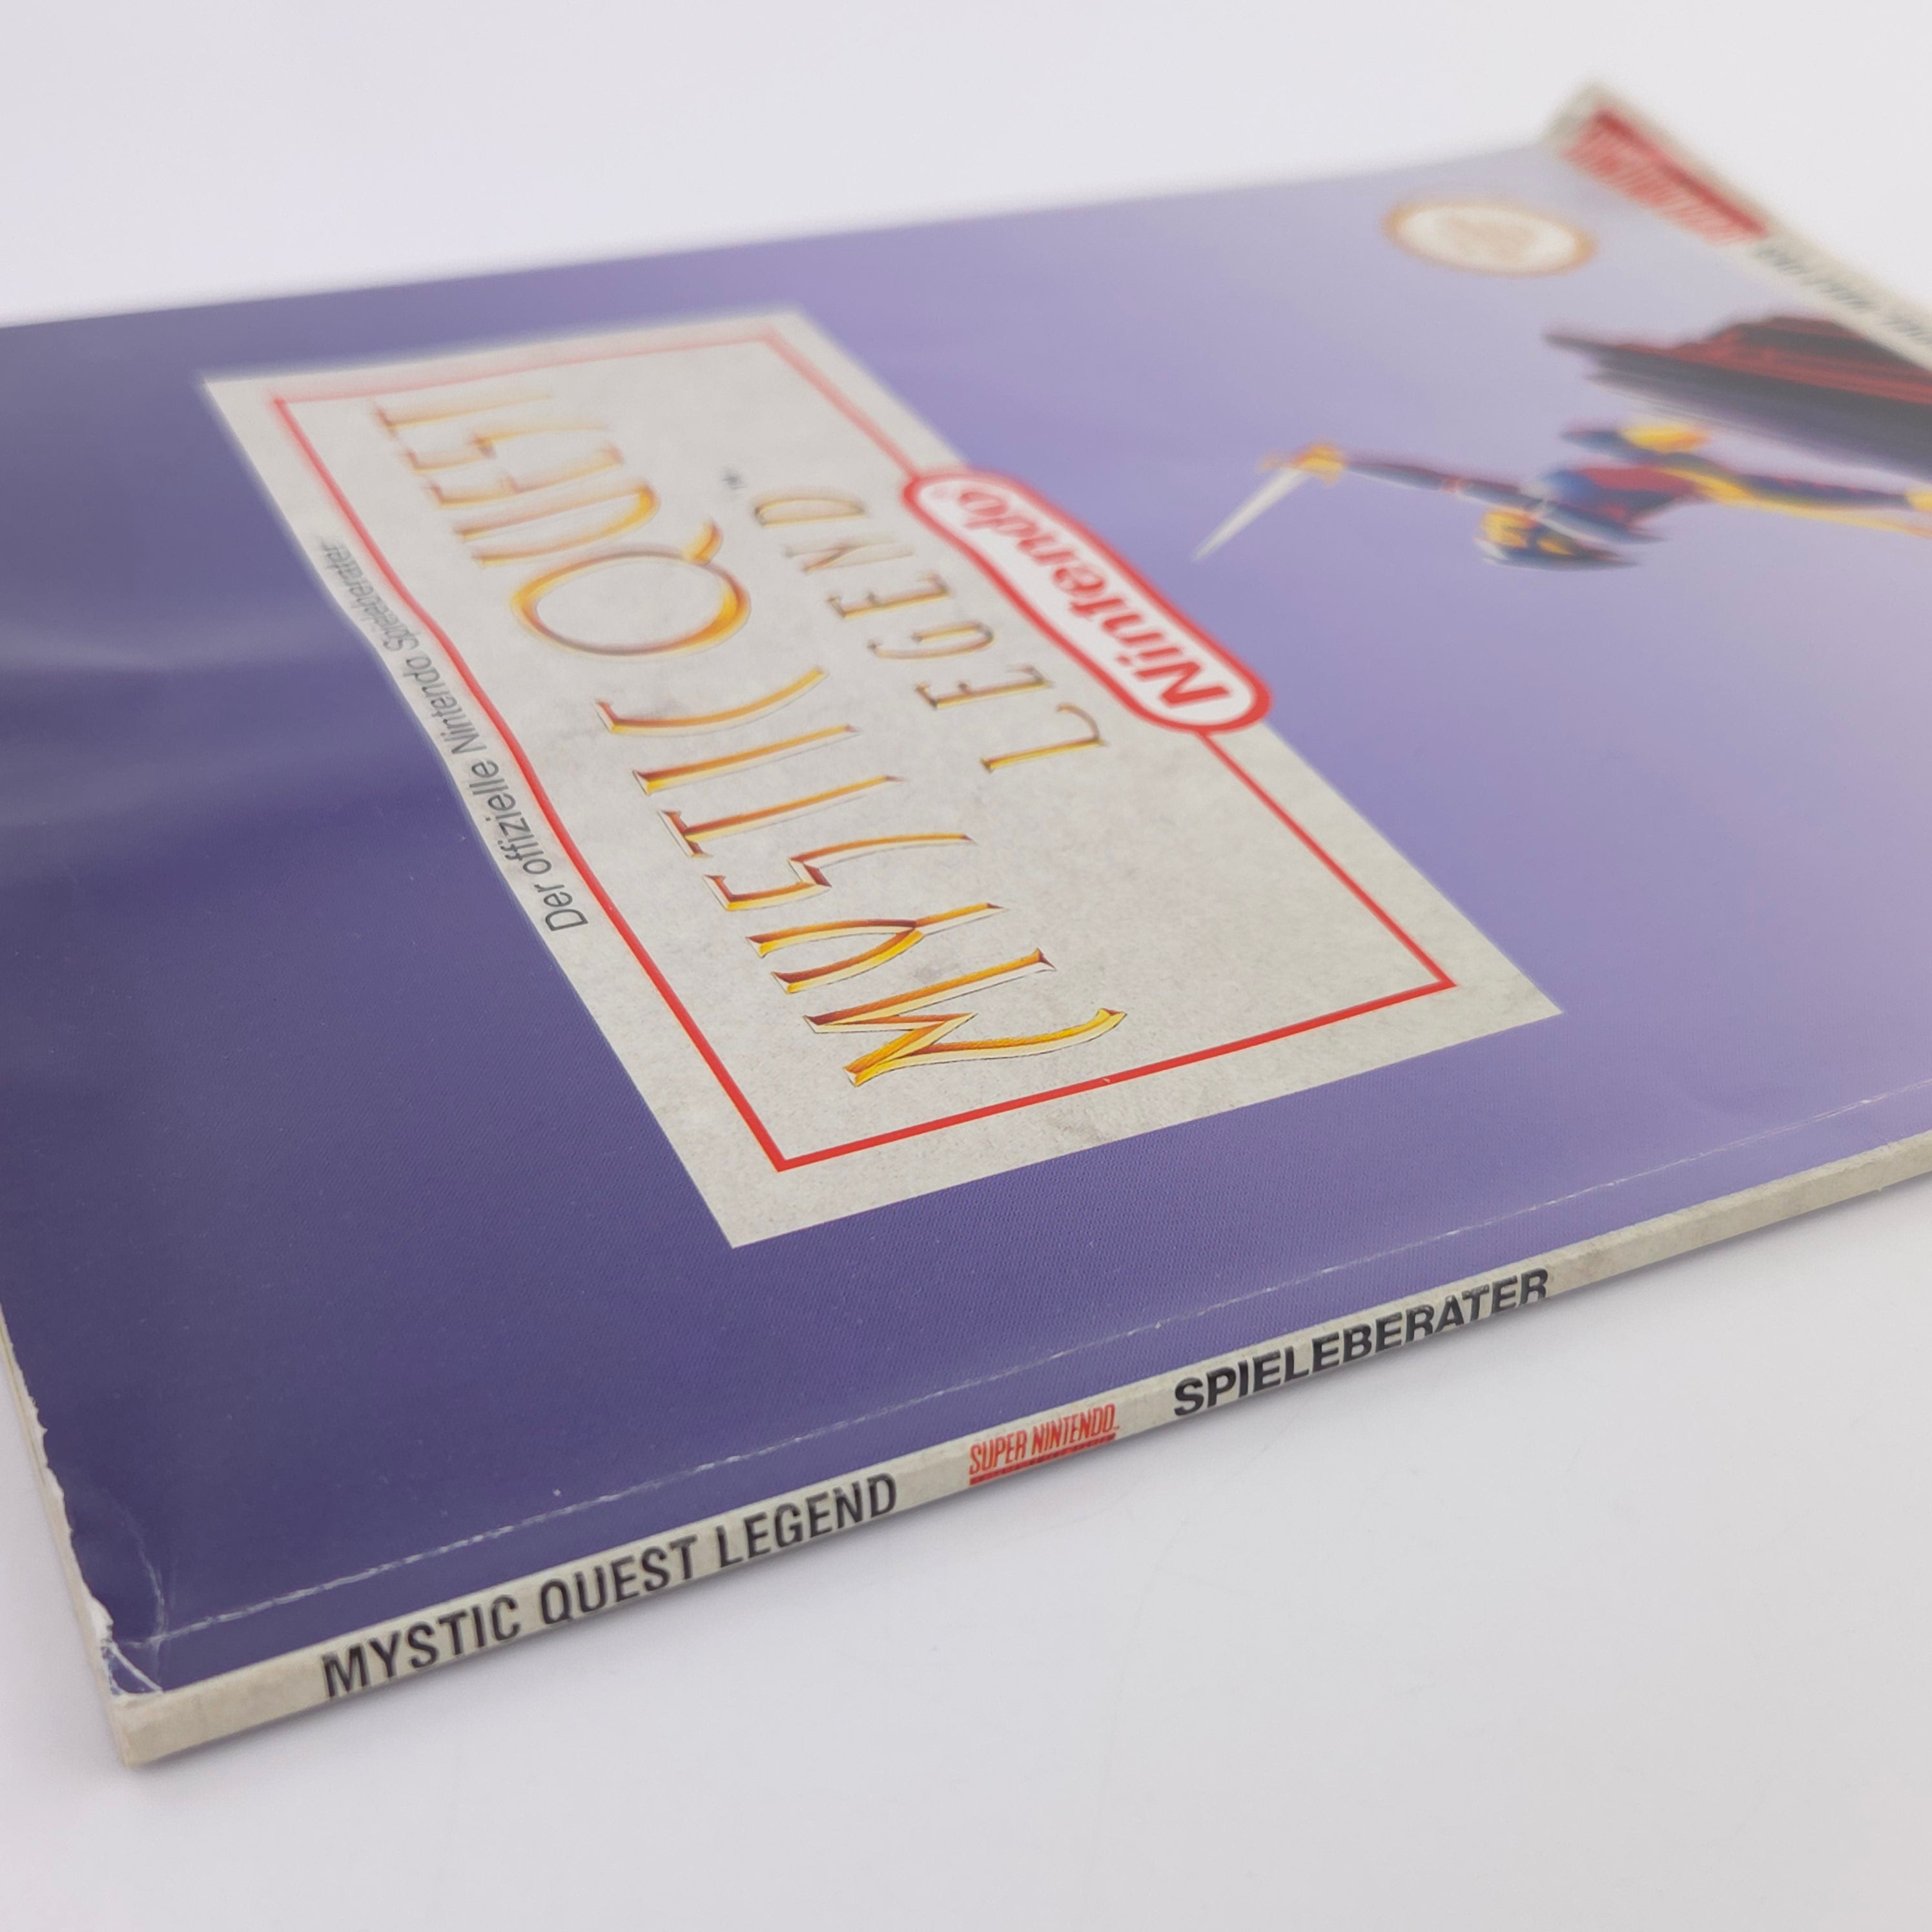 Nintendo
MYSTIC QUEST
LEGEND™
Der offizielle Nintendo Spieleberater
MYSTIC QUEST LEGEND SUPER NINTENDO SPIELEBERATER